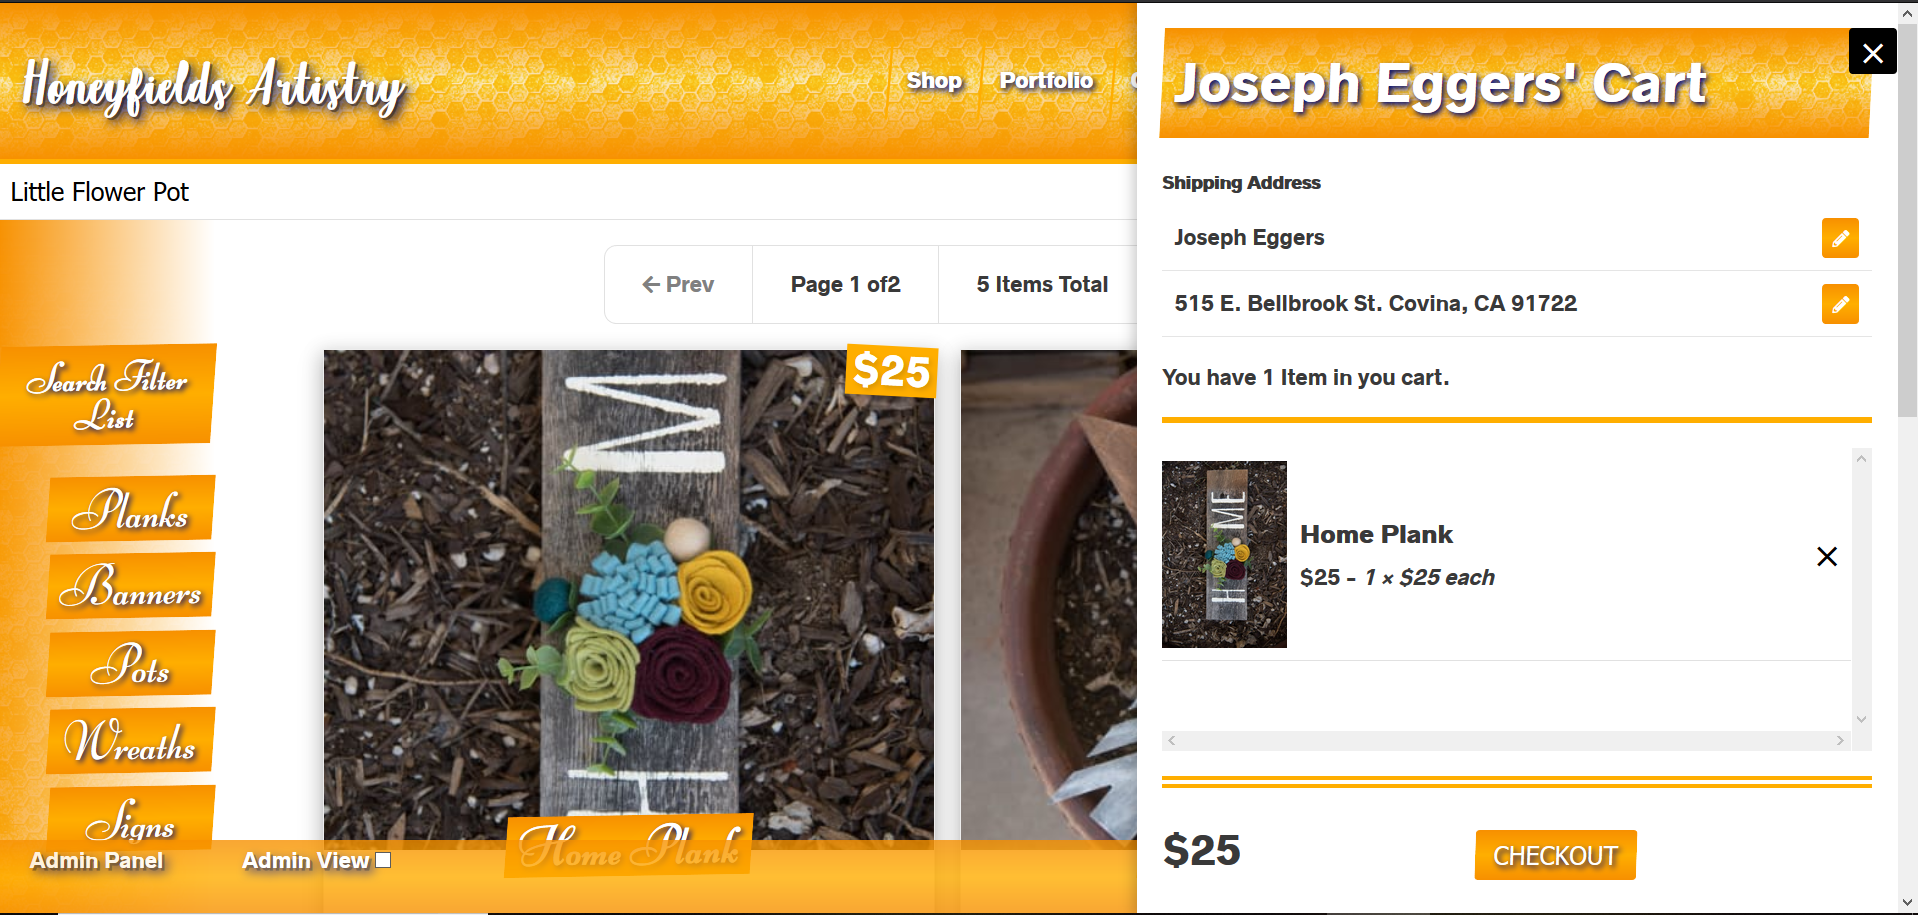 Honeyfields Artistry
Shop
Portfolio
Little Flower Pot
← Prev
Page 1 of2
5 Items Total
Search Filter
List
Planks
Banners
Pots
Wreaths
Signs
$25
M
H
Home Plank
Admin Panel
Admin View
Joseph Eggers' Cart
Shipping Address
Joseph Eggers
515 E. Bellbrook St. Covina, CA 91722
You have 1 Item in you cart.
H ME
Home Plank
$25 - 1 × $25 each
$25
CHECKOUT